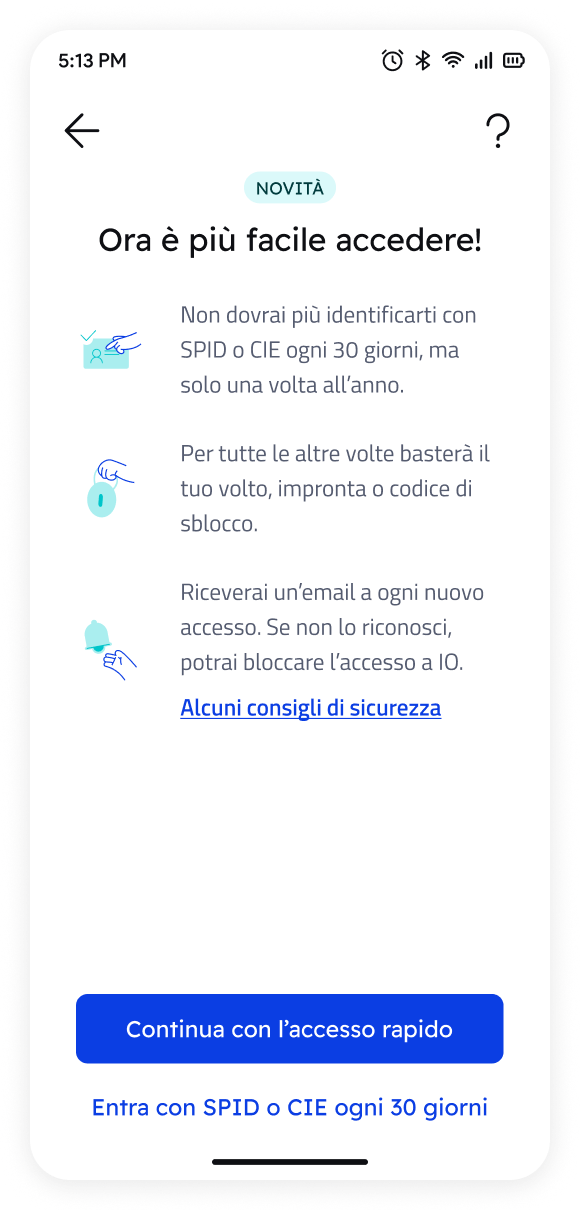 5:13 PM
?
NOVITÀ
Ora è più facile accedere!
Non dovrai più identificarti con
SPID o CIE ogni 30 giorni, ma
solo una volta all’anno.
Per tutte le altre volte basterà il
tuo volto, impronta o codice di
sblocco.
Riceverai un’email a ogni nuovo
accesso. Se non lo riconosci,
potrai bloccare l’accesso a IO.
Alcuni consigli di sicurezza
Continua con l’accesso rapido
Entra con SPID o CIE ogni 30 giorni